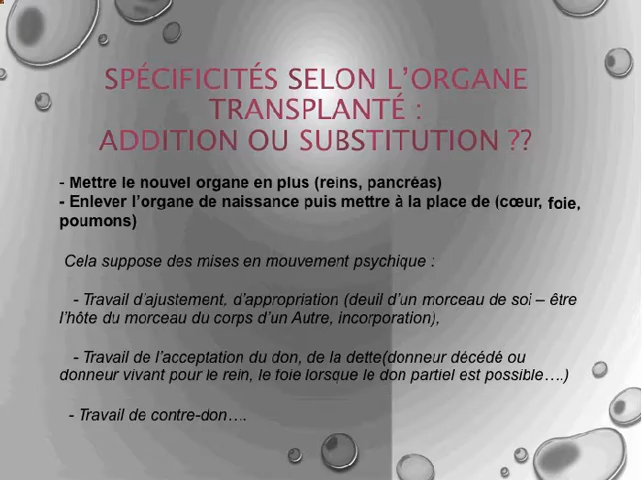 SPÉCIFICITÉS SELON L’ORGANE
TRANSPLANTÉ :
ADDITION OU SUBSTITUTION ??
- Mettre le nouvel organe en plus (reins, pancréas)
- Enlever l’organe de naissance puis mettre à la place de (cœur, foie,
poumons)
Cela suppose des mises en mouvement psychique :
- Travail d’ajustement, d’appropriation (deuil d’un morceau de soi – être
l’hôte du morceau du corps d’un Autre, incorporation),
- Travail de l’acceptation du don, de la dette(donneur décédé ou
donneur vivant pour le rein, le foie lorsque le don partiel est possible….)
- Travail de contre-don….